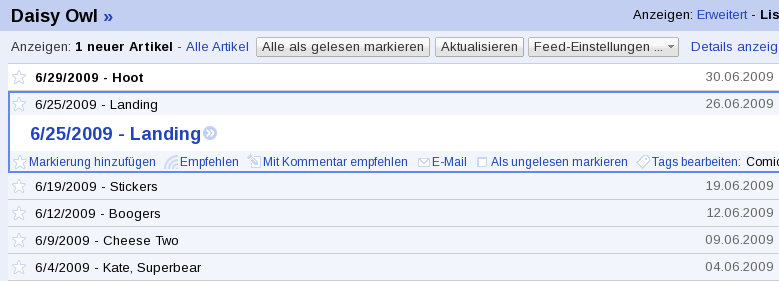 Daisy Owl » Anzeigen: Erweitert - Lis
Anzeigen: 1 neuer Artikel - Alle Artikel Alle als gelesen markieren Aktualisieren Feed-Einstellungen ... Details anzeig
6/29/2009 - Hoot 30.06.2009
6/25/2009 - Landing 26.06.2009
6/25/2009 - Landing »
Markierung hinzufügen Empfehlen Mit Kommentar empfehlen E-Mail Als ungelesen markieren Tags bearbeiten: Comic
6/19/2009 - Stickers 19.06.2009
6/12/2009 - Boogers 12.06.2009
6/9/2009 - Cheese Two 09.06.2009
6/4/2009 - Kate, Superbear 04.06.2009